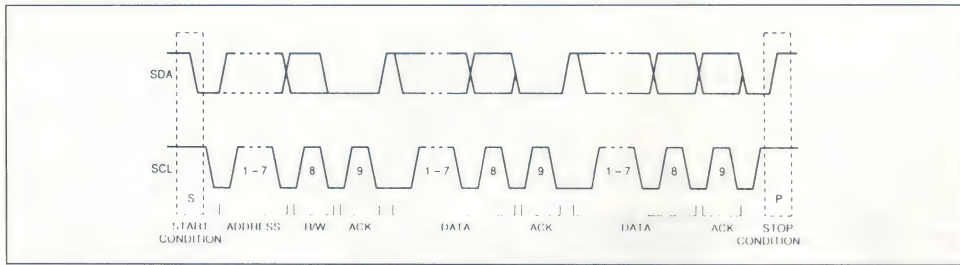 SDA
SCL 1-7 8 9 1-7 8 9 1-7 8 9
S P
START CONDITION ADDRESS R/W ACK DATA ACK DATA ACK STOP CONDITION